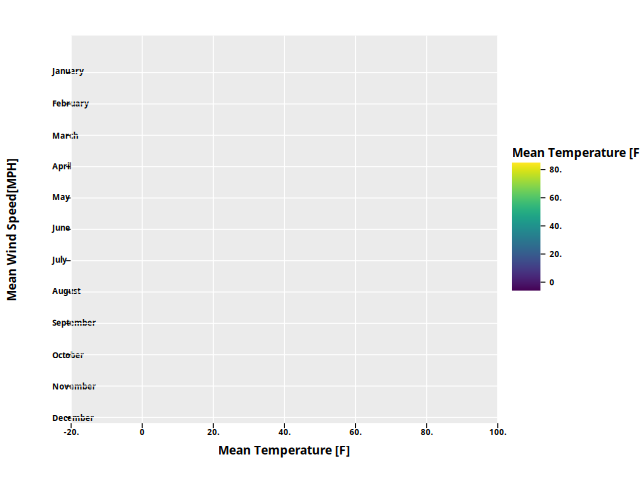 Mean Wind Speed[MPH]
January
February
March
April
May
June
July
August
September
October
November
December
-20.
0
20.
40.
60.
80.
100.
Mean Temperature [F]
Mean Temperature [F
80.
60.
40.
20.
0